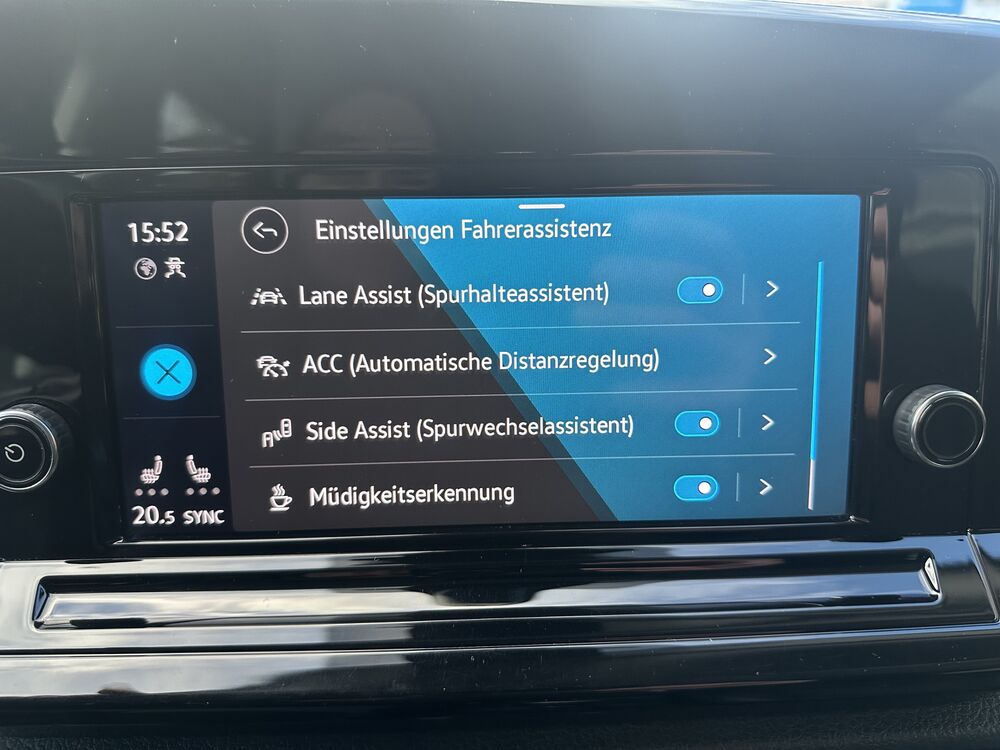 15:52
Einstellungen Fahrerassistenz
Lane Assist (Spurhalteassistent)
ACC (Automatische Distanzregelung)
Side Assist (Spurwechselassistent)
Müdigkeitserkennung
20.5 SYNC